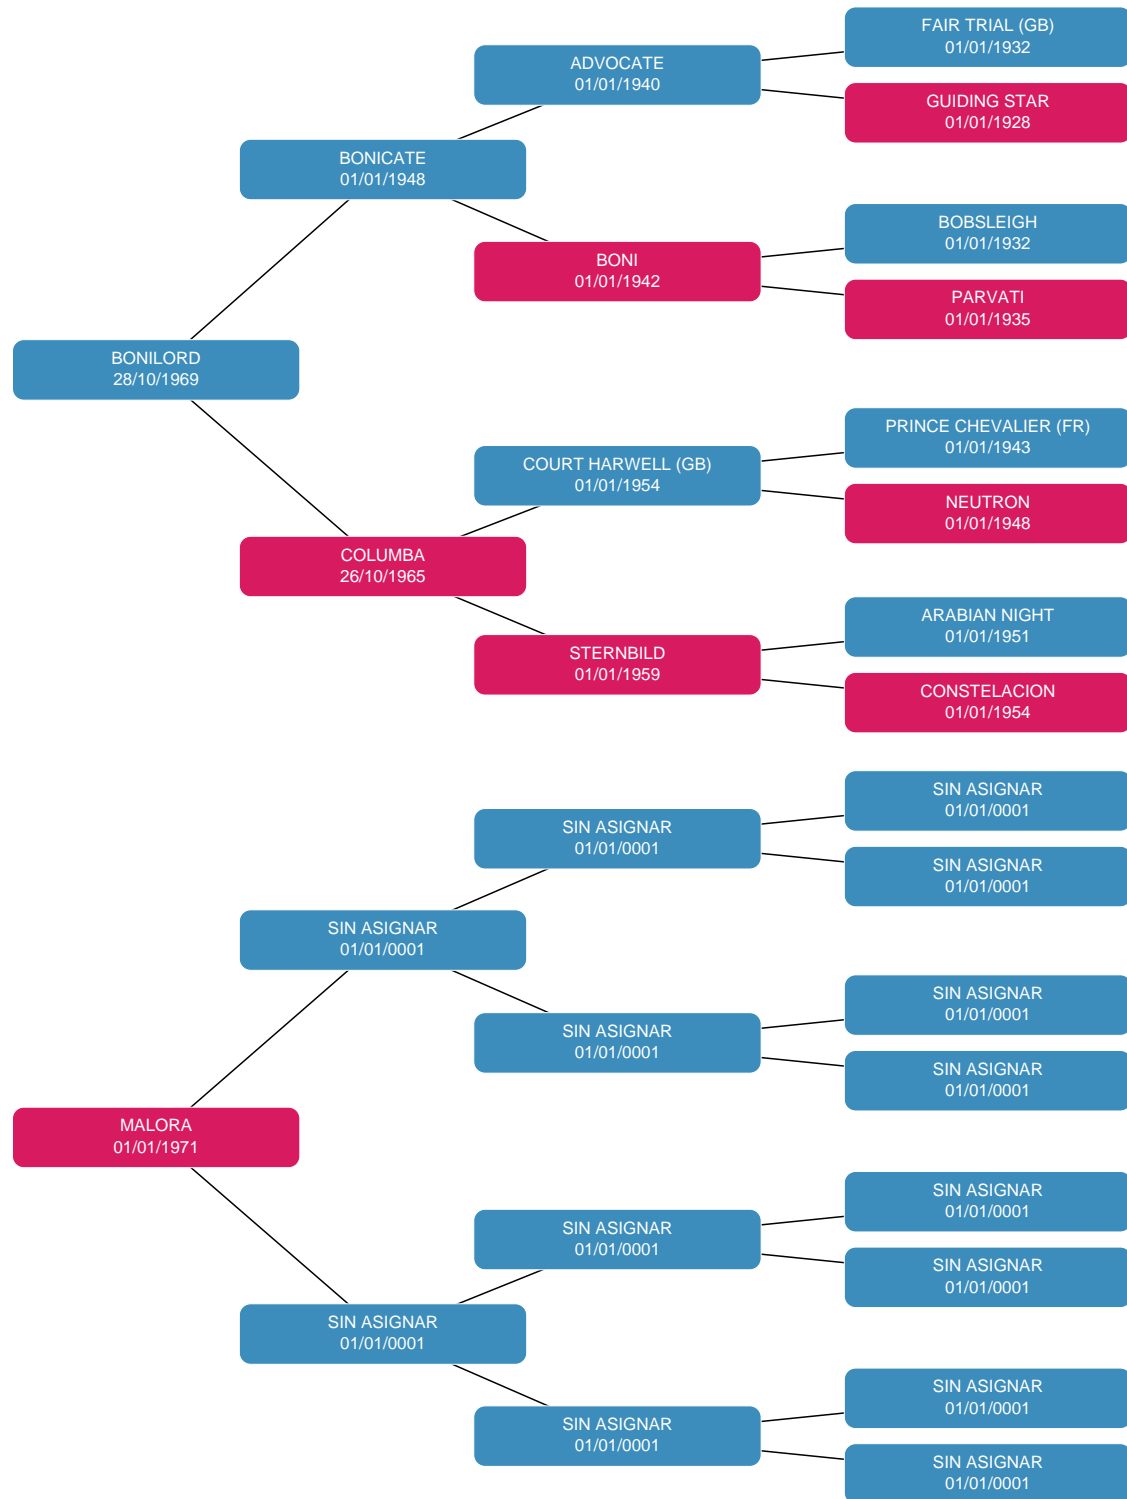 FAIR TRIAL (GB)
01/01/1932
ADVOCATE
01/01/1940
GUIDING STAR
01/01/1928
BONICATE
01/01/1948
BOBSLEIGH
01/01/1932
BONI
01/01/1942
PARVATI
01/01/1935
BONILORD
28/10/1969
PRINCE CHEVALIER (FR)
01/01/1943
COURT HARWELL (GB)
01/01/1954
NEUTRON
01/01/1948
COLUMBA
26/10/1965
ARABIAN NIGHT
01/01/1951
STERNBILD
01/01/1959
CONSTELACION
01/01/1954
SIN ASIGNAR
01/01/0001
SIN ASIGNAR
01/01/0001
SIN ASIGNAR
01/01/0001
SIN ASIGNAR
01/01/0001
SIN ASIGNAR
01/01/0001
SIN ASIGNAR
01/01/0001
SIN ASIGNAR
01/01/0001
MALORA
01/01/1971
SIN ASIGNAR
01/01/0001
SIN ASIGNAR
01/01/0001
SIN ASIGNAR
01/01/0001
SIN ASIGNAR
01/01/0001
SIN ASIGNAR
01/01/0001
SIN ASIGNAR
01/01/0001
SIN ASIGNAR
01/01/0001